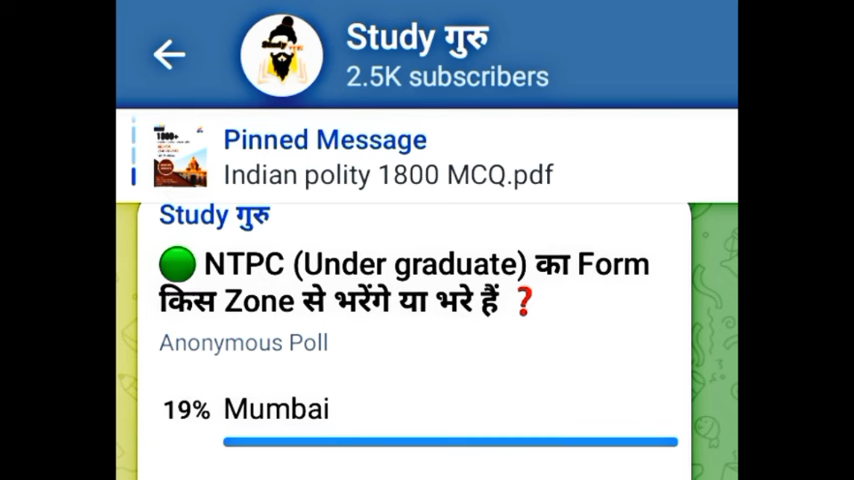 Study गुरु
2.5K subscribers
Pinned Message
Indian polity 1800 MCQ.pdf
Study गुरु
🟢 NTPC (Under graduate) का Form
किस Zone से भरेंगे या भरे हैं ❓
Anonymous Poll
19% Mumbai